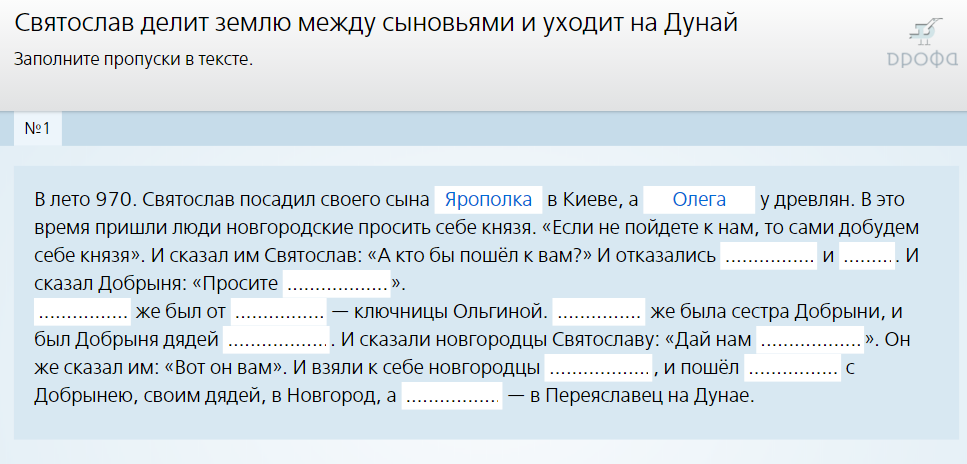 Святослав делит землю между сыновьями и уходит на Дунай
Заполните пропуски в тексте.
дрофа
№1
В лето 970. Святослав посадил своего сына Ярополка в Киеве, а Олега у древлян. В это
время пришли люди новгородские просить себе князя. «Если не пойдете к нам, то сами добудем
себе князя». И сказал им Святослав: «А кто бы пошёл к вам?» И отказались ................ и ......... . И
сказал Добрыня: «Просите ................. ».
................ же был от ................ — ключницы Ольгиной. .............. же была сестра Добрыни, и
был Добрыня дядей ................. . И сказали новгородцы Святославу: «Дай нам ................. ». Он
же сказал им: «Вот он вам». И взяли к себе новгородцы ................. , и пошёл ................ с
Добрынею, своим дядей, в Новгород, а ................ — в Переяславец на Дунае.